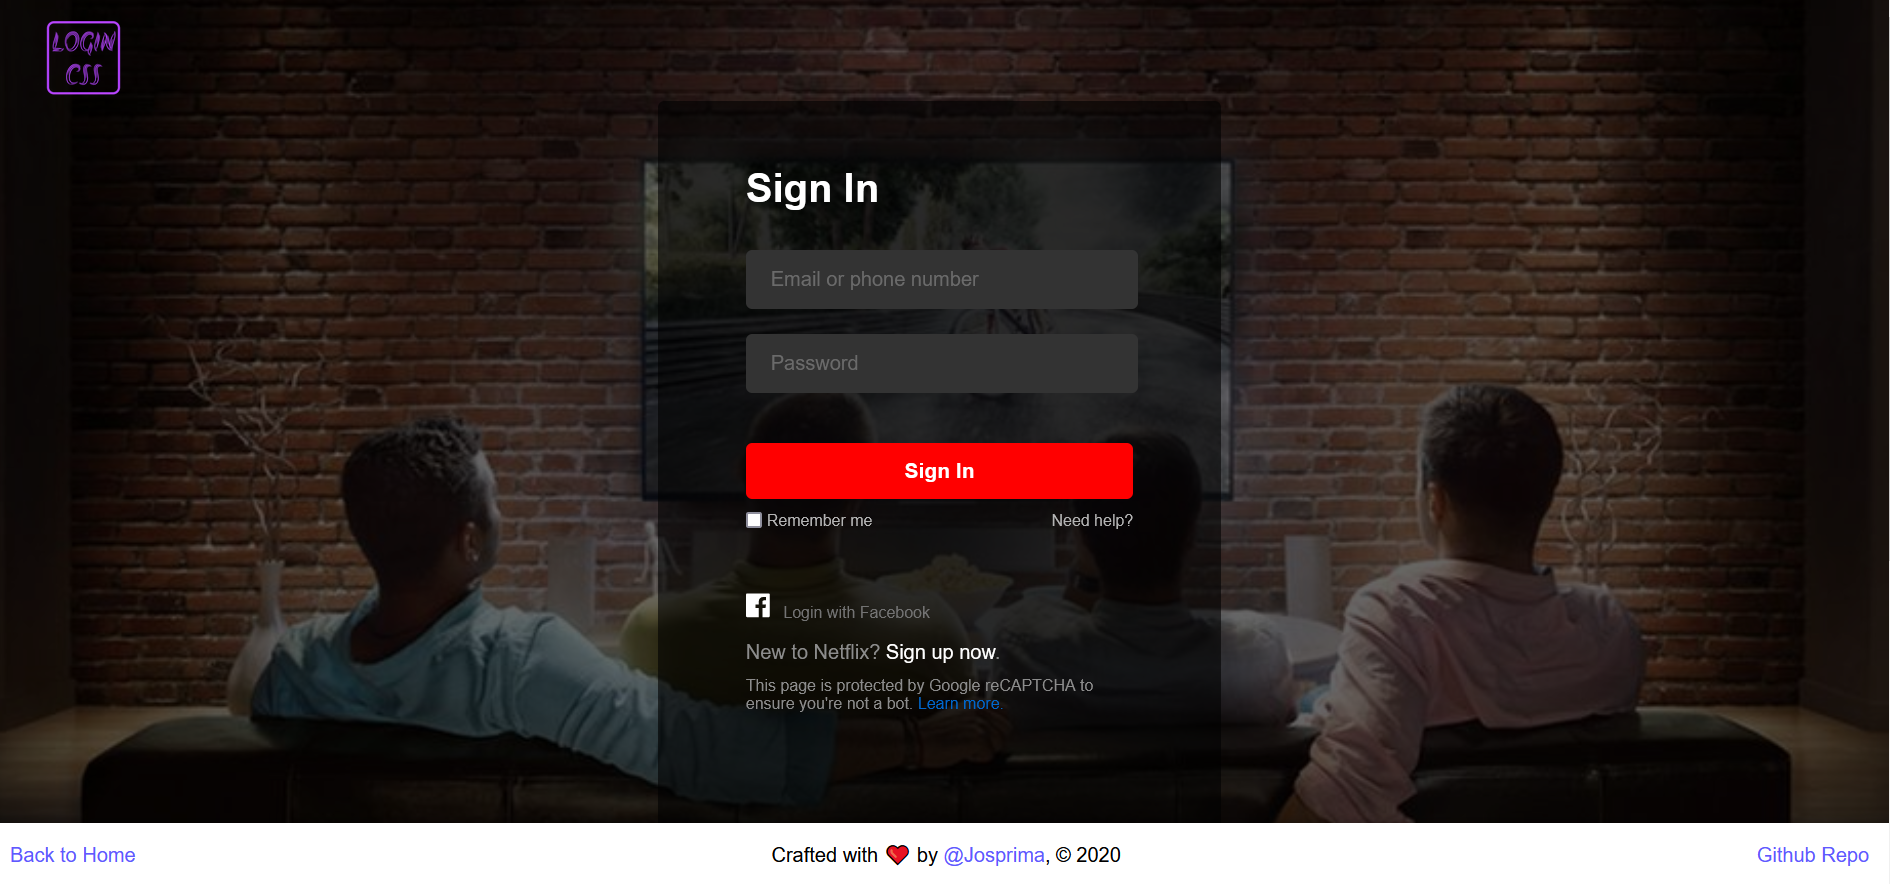 LOGIN
CSS
Sign In
Email or phone number
Password
Sign In
Remember me Need help?
Login with Facebook
New to Netflix? Sign up now.
This page is protected by Google reCAPTCHA to
ensure you're not a bot. Learn more.
Back to Home Crafted with ❤️ by @Josprima, © 2020 Github Repo